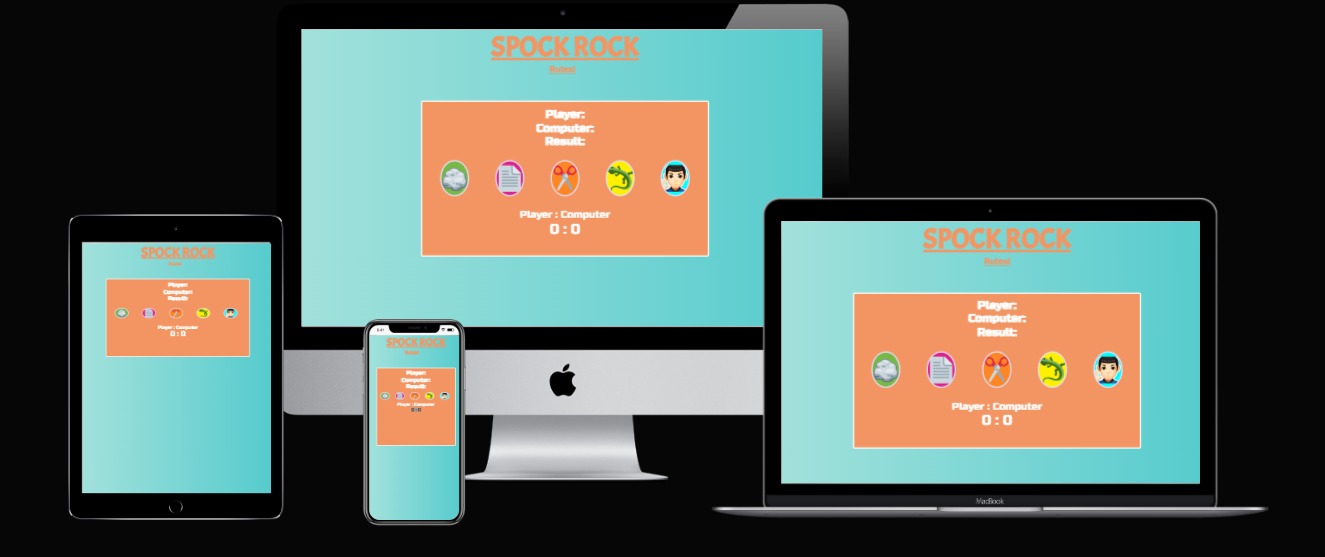 SPOCK ROCK
Rules!
Player:
Computer:
Result:
Player : Computer
0 : 0
SPOCK ROCK
Rules!
Player:
Computer:
Result:
Player : Computer
0 : 0
SPOCK ROCK
Player:
Computer:
Result:
Player : Computer
0 : 0
SPOCK ROCK
Rules!
Player:
Computer:
Result:
Player : Computer
0 : 0
MacBook